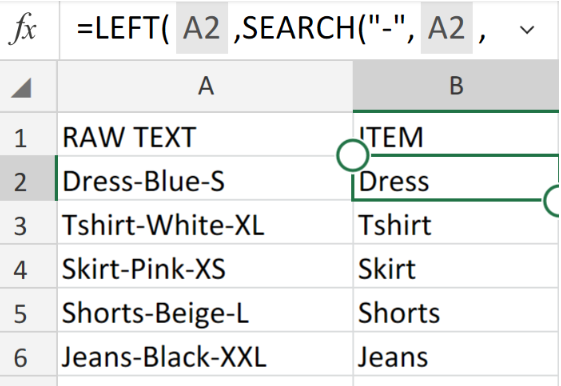 fx =LEFT( A2 ,SEARCH("-", A2 ,
A B
1 RAW TEXT ITEM
2 Dress-Blue-S Dress
3 Tshirt-White-XL Tshirt
4 Skirt-Pink-XS Skirt
5 Shorts-Beige-L Shorts
6 Jeans-Black-XXL Jeans